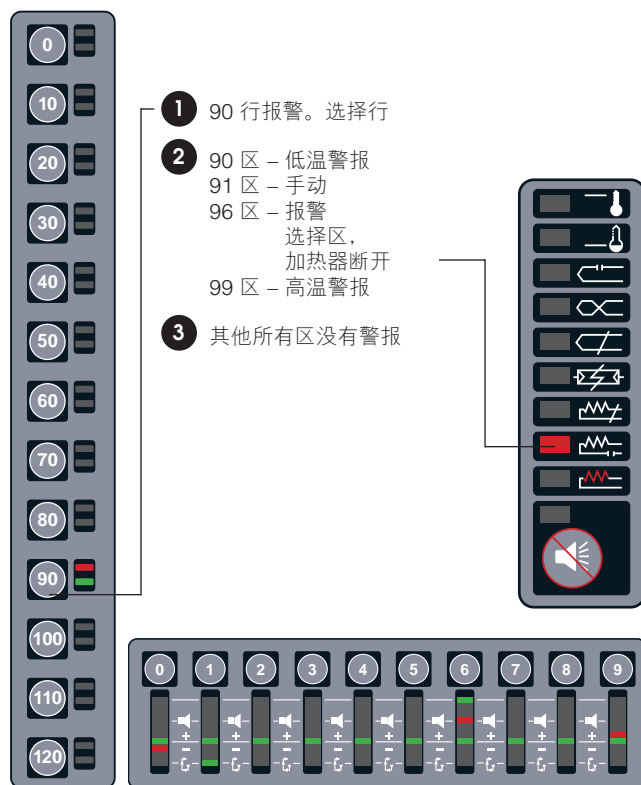 0
10
20
30
40
50
60
70
80
90
100
110
120
1 90 行报警。选择行
2 90 区 – 低温警报
91 区 – 手动
96 区 – 报警
选择区，
加热器断开
99 区 – 高温警报
3 其他所有区没有警报
0 1 2 3 4 5 6 7 8 9
+ + + + + + + + +
– – – – – – – – –